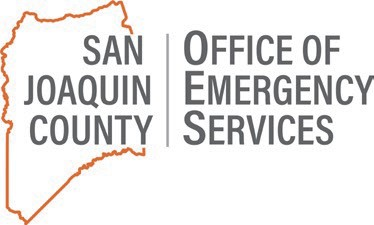 SAN
JOAQUIN
COUNTY
OFFICE OF
EMERGENCY
SERVICES